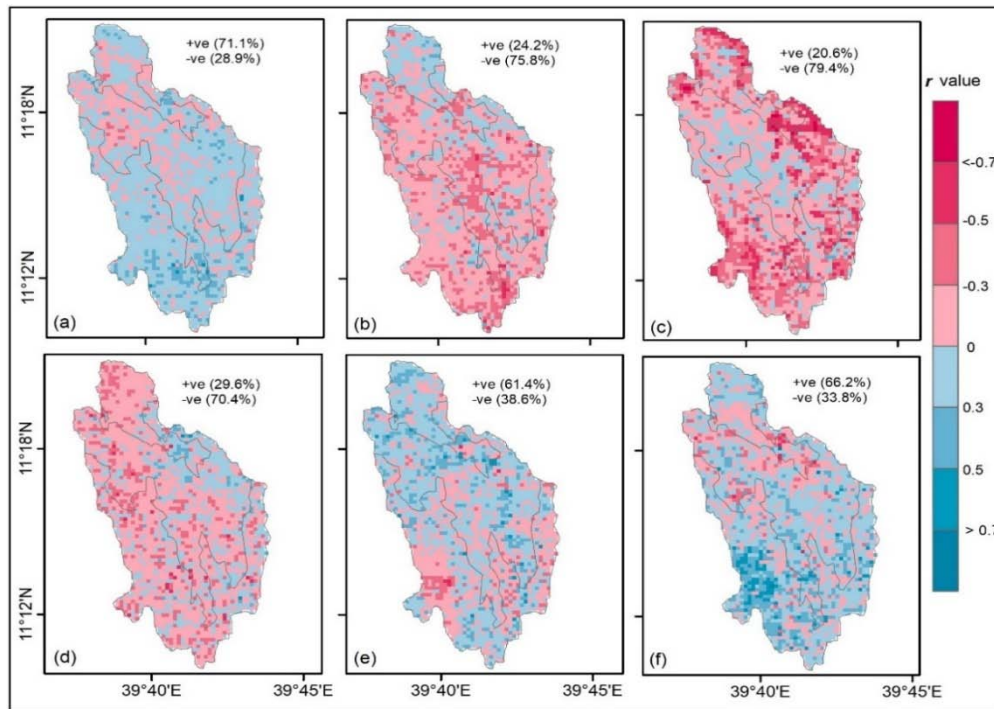 +ve (71.1%)
-ve (28.9%)
11°18'N
11°12'N
(a)
+ve (24.2%)
-ve (75.8%)
(b)
+ve (20.6%)
-ve (79.4%)
(c)
r value
<-0.7
-0.5
-0.3
0
0.3
0.5
> 0.7
+ve (29.6%)
-ve (70.4%)
11°18'N
11°12'N
(d)
+ve (61.4%)
-ve (38.6%)
(e)
+ve (66.2%)
-ve (33.8%)
(f)
39°40'E
39°45'E
39°40'E
39°45'E
39°40'E
39°45'E